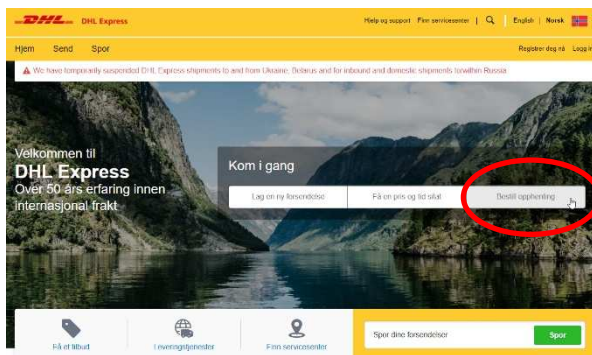 DHL DHL Express
Hjelp og support Finn servicesenter | English | Norsk
Hjem Send Spor
Registrer deg nå Logg in
We have temporarily suspended DHL Express shipments to and from Ukraine, Belarus and for inbound and domestic shipments to/within Russia
Velkommen til
DHL Express
Over 50 års erfaring innen
internasjonal frakt
Kom i gang
Lag en ny forsendelse
Få en pris og tid sitat
Bestill opphenting
Få et tilbud
Leveringstjenester
Finn servicesenter
Spor dine forsendelser
Spor